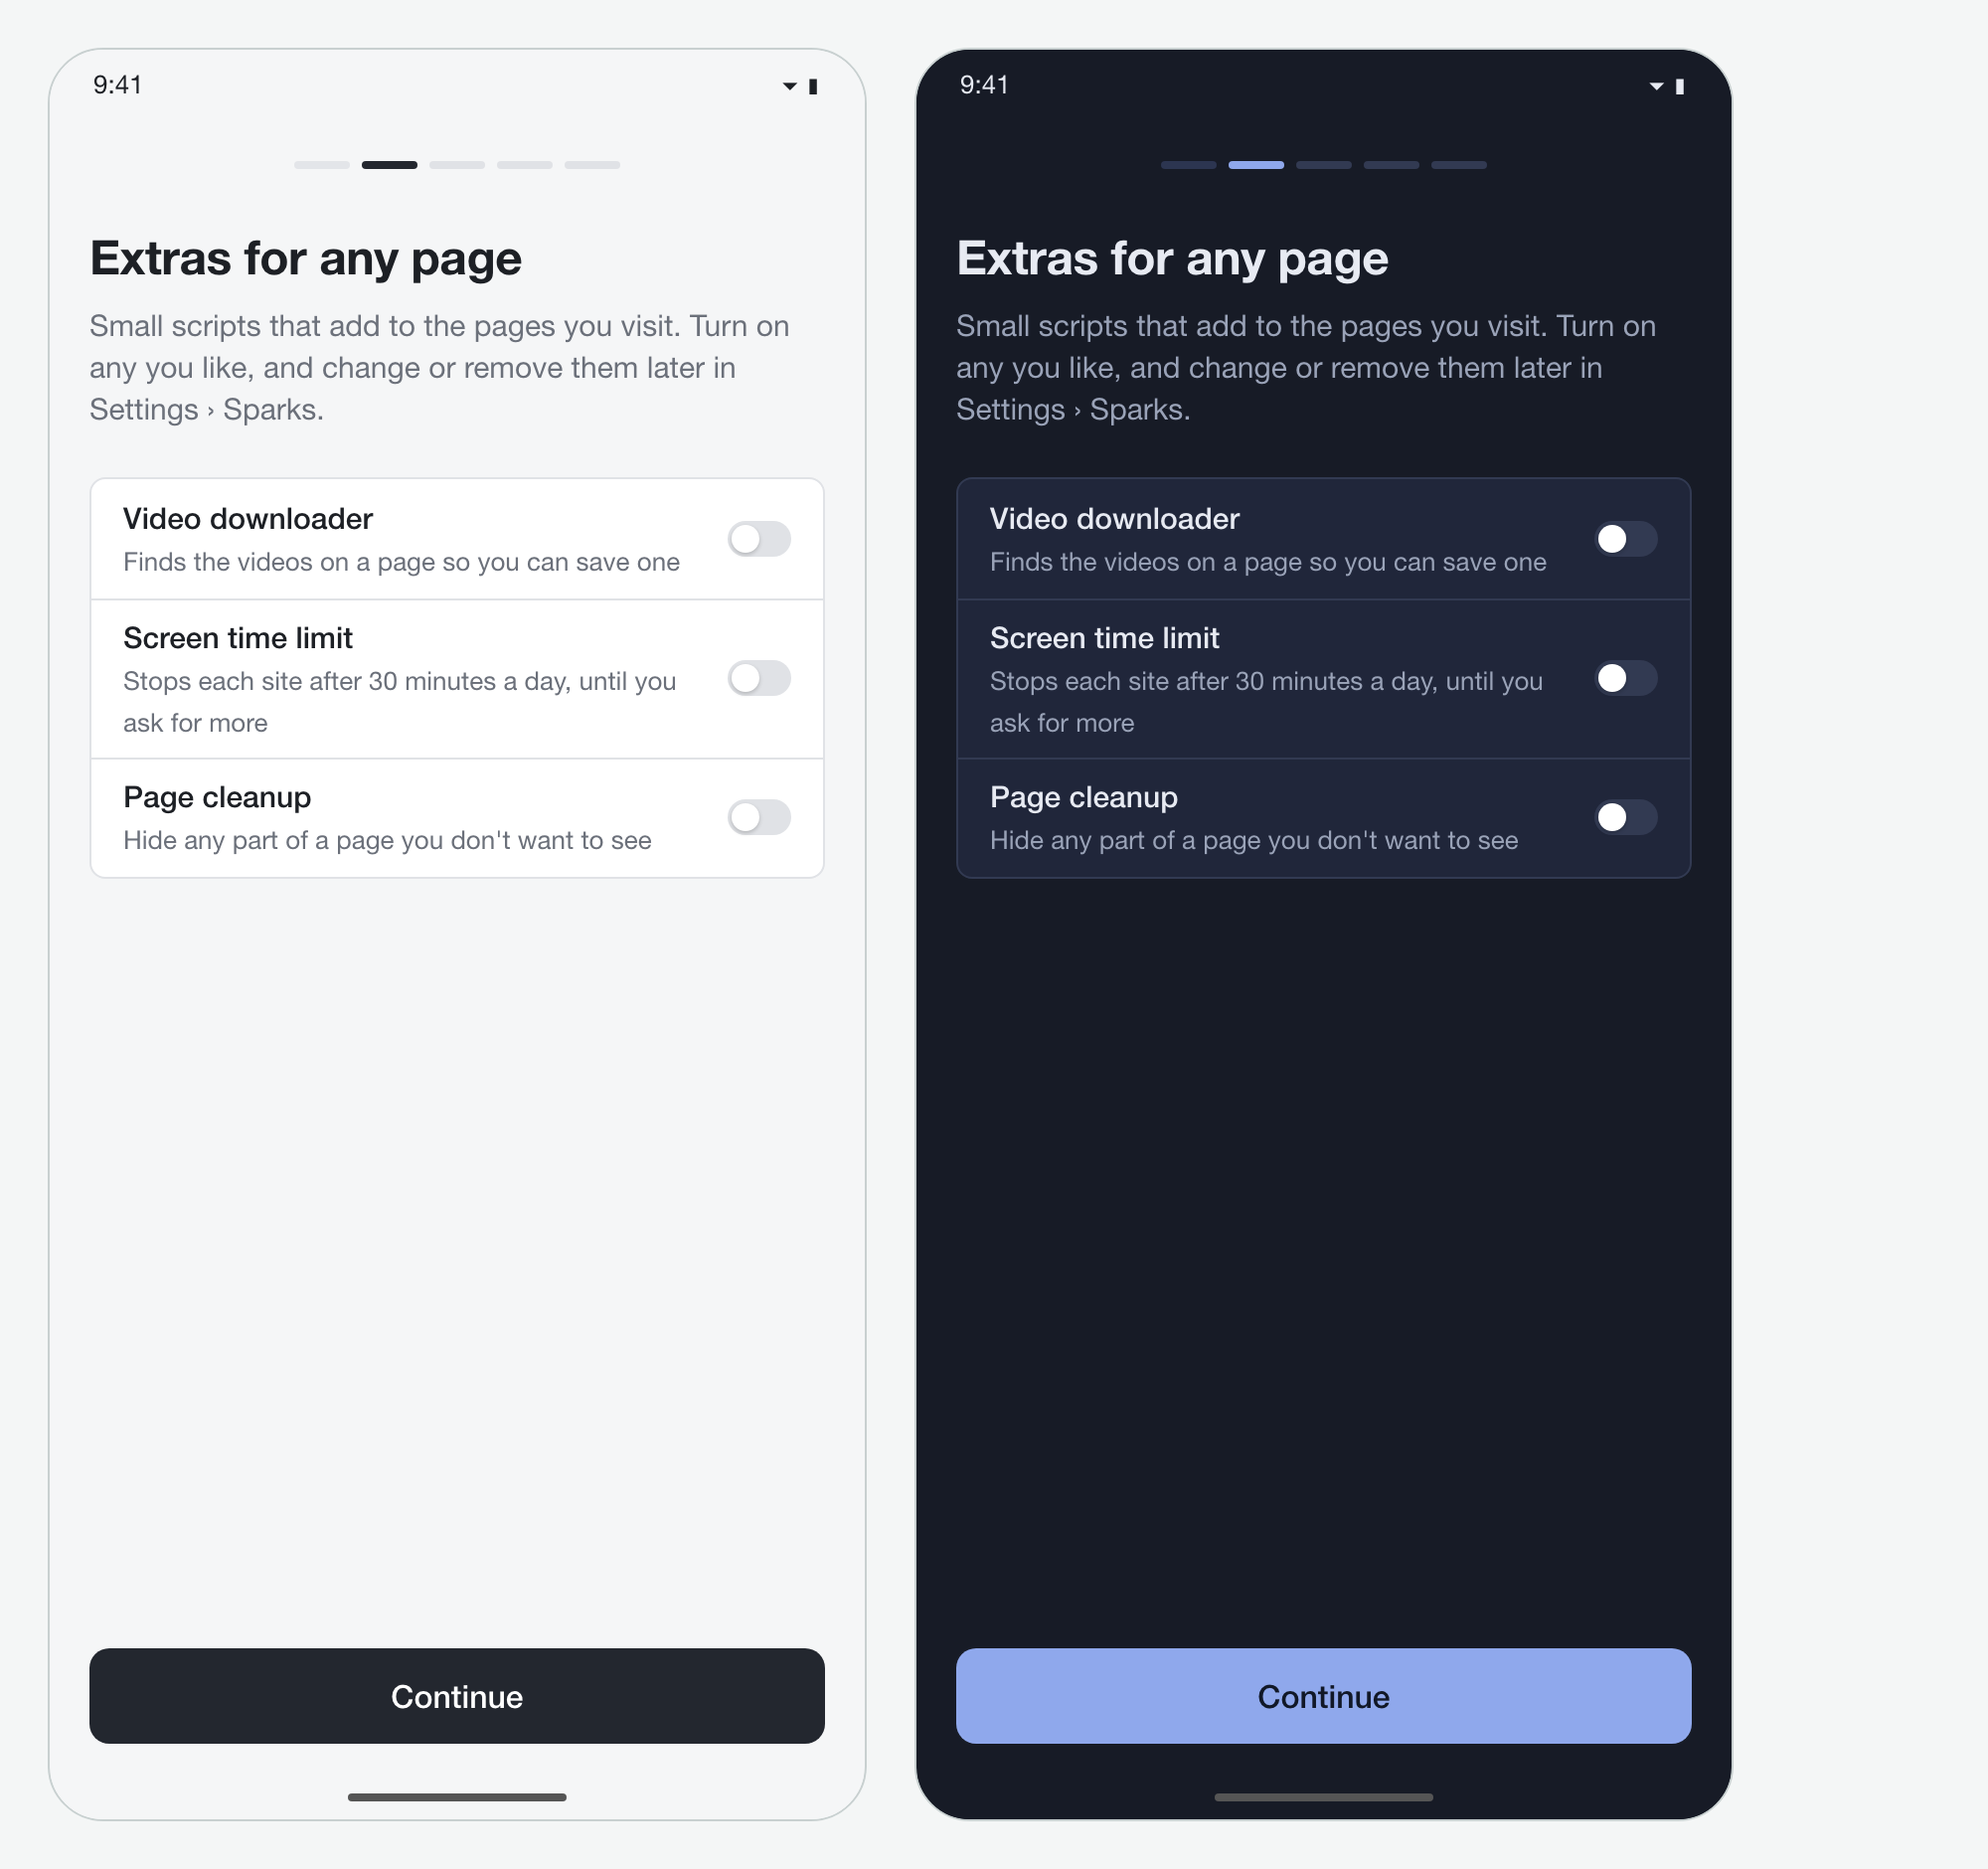 9:41
Extras for any page
Small scripts that add to the pages you visit. Turn on
any you like, and change or remove them later in
Settings › Sparks.
Video downloader
Finds the videos on a page so you can save one
Screen time limit
Stops each site after 30 minutes a day, until you
ask for more
Page cleanup
Hide any part of a page you don't want to see
Continue
9:41
Extras for any page
Small scripts that add to the pages you visit. Turn on
any you like, and change or remove them later in
Settings › Sparks.
Video downloader
Finds the videos on a page so you can save one
Screen time limit
Stops each site after 30 minutes a day, until you
ask for more
Page cleanup
Hide any part of a page you don't want to see
Continue